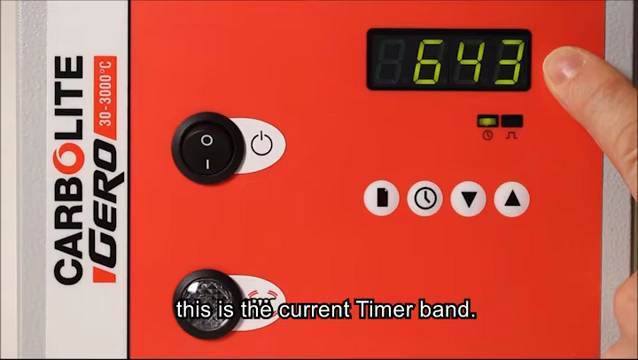 CARBOLITE
GERO 30-3000°C
643
O
I
this is the current Timer band.